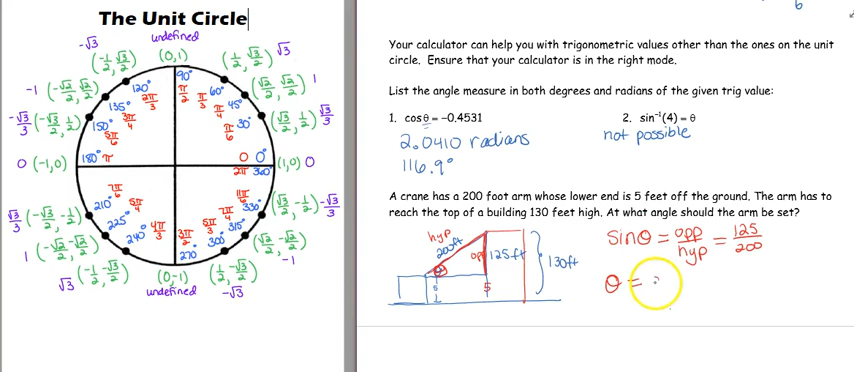 The Unit Circle
undefined
-√3 (-1/2, √3/2) (0,1) (1/2, √3/2) √3
-1 (-√2/2, √2/2) 120° 2π/3 90° π/2 π/3 60° (√2/2, √2/2) 1
-√3/3 (-√3/2, 1/2) 135° 3π/4 π/4 45° (√3/2, 1/2) √3/3
150° 5π/6 π/6 30°
0 (-1,0) 180° π 0 0° (1,0) 0
2π 360°
√3/3 (-√3/2, -1/2) 210° 7π/6 11π/6 330° (√3/2, -1/2) -√3/3
1 (-√2/2, -√2/2) 225° 5π/4 7π/4 315° (√2/2, -√2/2) -1
√3 (-1/2, -√3/2) 240° 4π/3 3π/2 270° 5π/3 300° (1/2, -√3/2) -√3
(0,-1)
undefined
6
Your calculator can help you with trigonometric values other than the ones on the unit
circle. Ensure that your calculator is in the right mode.
List the angle measure in both degrees and radians of the given trig value:
1. cosθ = -0.4531 2. sin⁻¹(4) = θ
2.0410 radians not possible
116.9°
A crane has a 200 foot arm whose lower end is 5 feet off the ground. The arm has to
reach the top of a building 130 feet high. At what angle should the arm be set?
hyp
200ft
opp 125ft
130ft
θ
5
5
sinθ = opp/hyp = 125/200
θ =